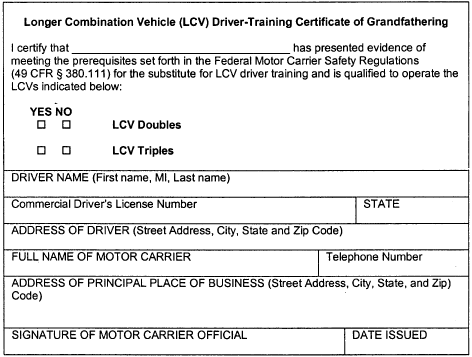 Longer Combination Vehicle (LCV) Driver-Training Certificate of Grandfathering
I certify that ______________________________ has presented evidence of
meeting the prerequisites set forth in the Federal Motor Carrier Safety Regulations
(49 CFR § 380.111) for the substitute for LCV driver training and is qualified to operate the
LCVs indicated below:
YES NO
☐ ☐ LCV Doubles
☐ ☐ LCV Triples
DRIVER NAME (First name, MI, Last name)
Commercial Driver's License Number STATE
ADDRESS OF DRIVER (Street Address, City, State and Zip Code)
FULL NAME OF MOTOR CARRIER Telephone Number
ADDRESS OF PRINCIPAL PLACE OF BUSINESS (Street Address, City, State, and Zip)
Code)
SIGNATURE OF MOTOR CARRIER OFFICIAL DATE ISSUED